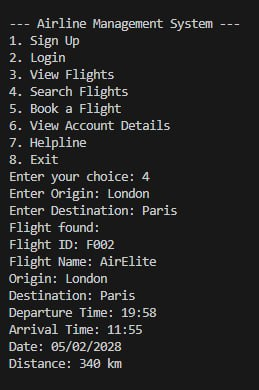 --- Airline Management System ---
1. Sign Up
2. Login
3. View Flights
4. Search Flights
5. Book a Flight
6. View Account Details
7. Helpline
8. Exit
Enter your choice: 4
Enter Origin: London
Enter Destination: Paris
Flight found:
Flight ID: F002
Flight Name: AirElite
Origin: London
Destination: Paris
Departure Time: 19:58
Arrival Time: 11:55
Date: 05/02/2028
Distance: 340 km